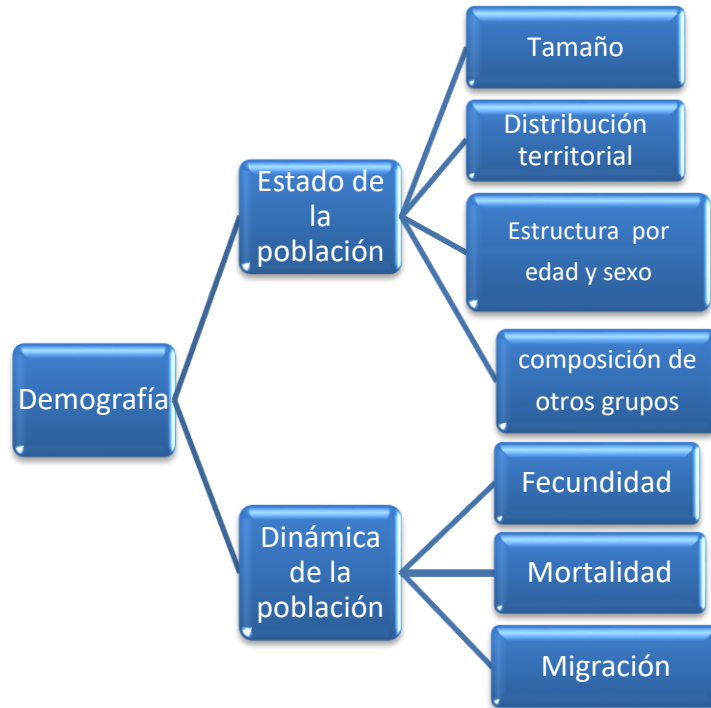 Demografía
Estado de
la
población
Tamaño
Distribución
territorial
Estructura por
edad y sexo
composición de
otros grupos
Dinámica
de la
población
Fecundidad
Mortalidad
Migración